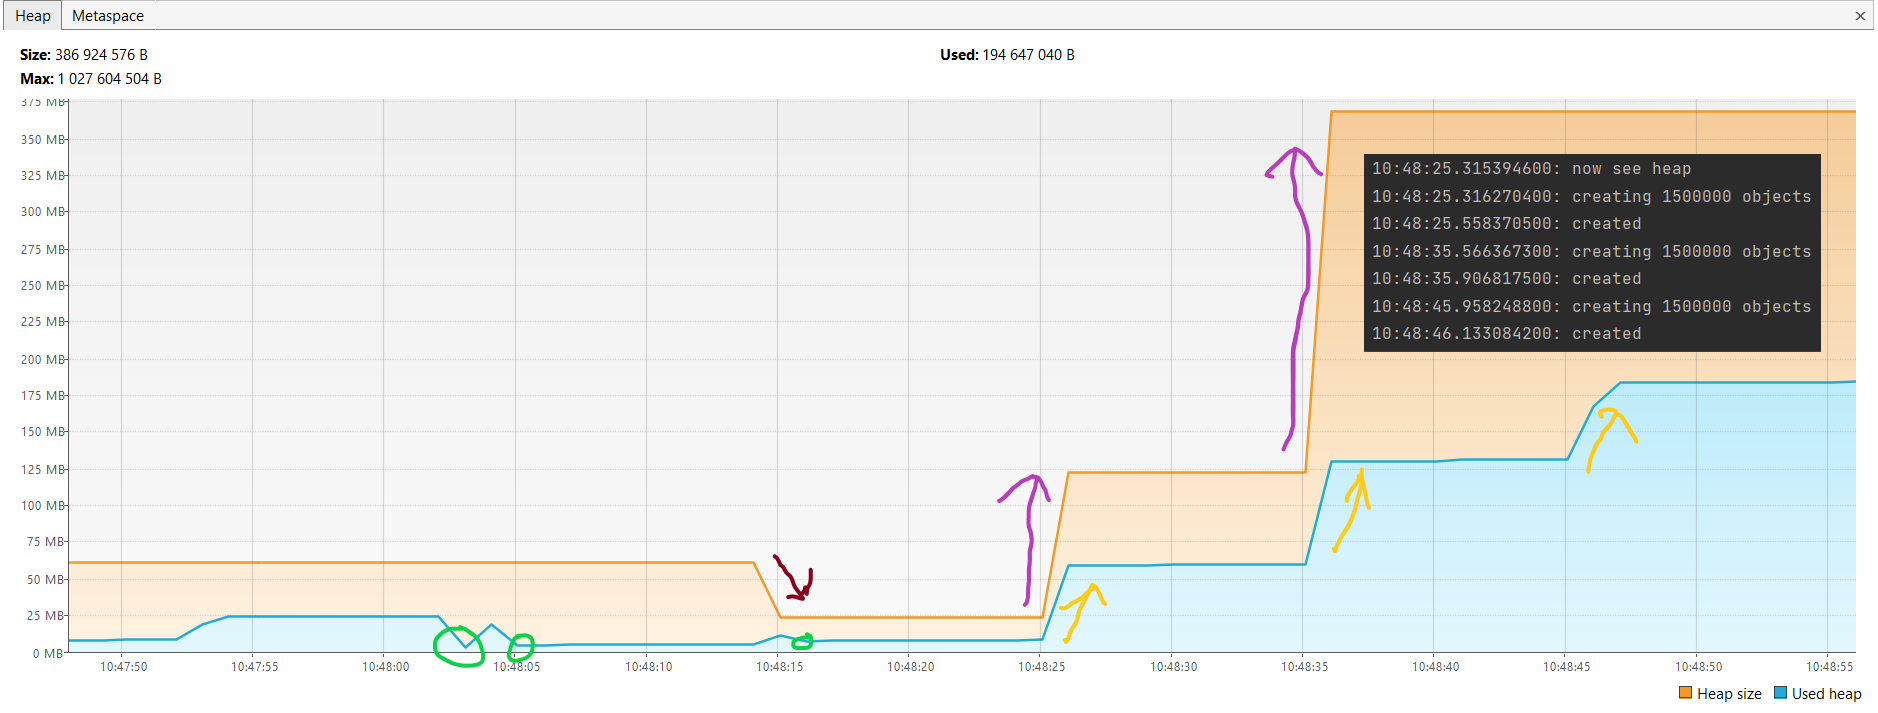 Heap Metaspace
Size: 386 924 576 B Used: 194 647 040 B
Max: 1 027 604 504 B
375 MB
350 MB
325 MB
300 MB
275 MB
250 MB
225 MB
200 MB
175 MB
150 MB
125 MB
100 MB
75 MB
50 MB
25 MB
0 MB
10:48:25.315394600: now see heap
10:48:25.316270400: creating 1500000 objects
10:48:25.558370500: created
10:48:35.566367300: creating 1500000 objects
10:48:35.906817500: created
10:48:45.958248800: creating 1500000 objects
10:48:46.133084200: created
10:47:50 10:47:55 10:48:00 10:48:05 10:48:10 10:48:15 10:48:20 10:48:25 10:48:30 10:48:35 10:48:40 10:48:45 10:48:50 10:48:55
Heap size Used heap